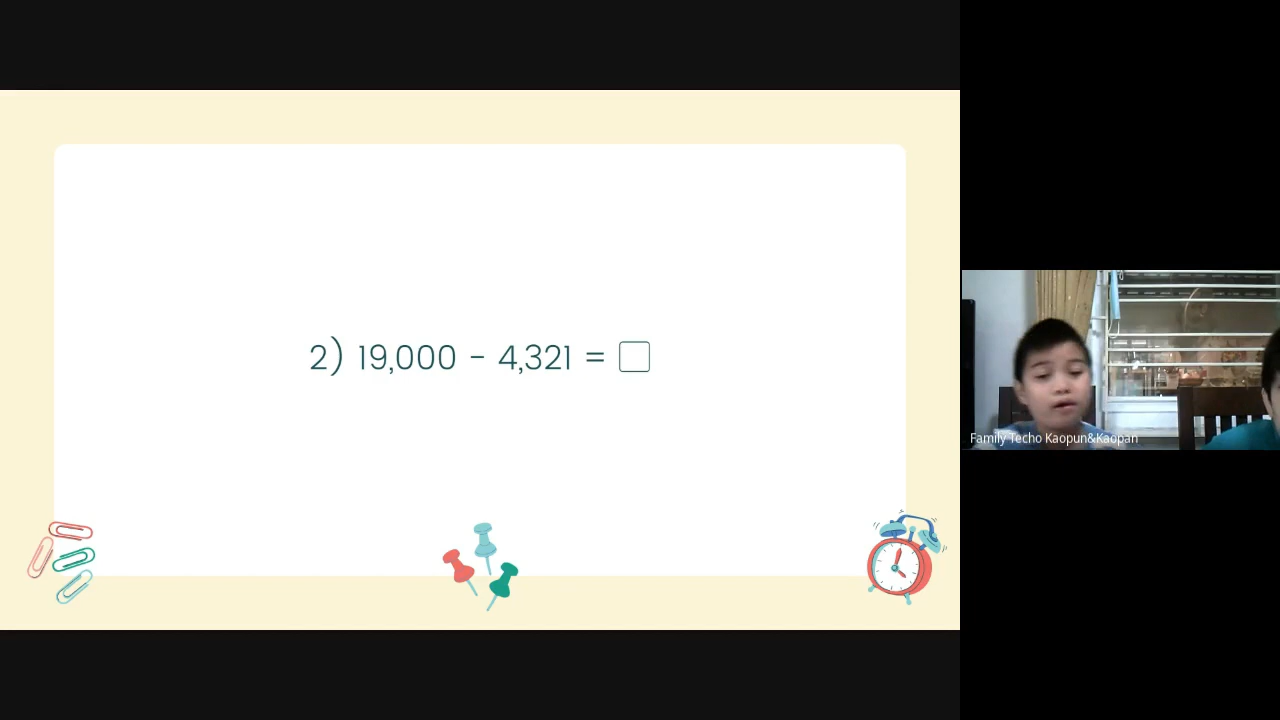 2) 19,000 - 4,321 = □
Family Techo Kaopun&Kaopan